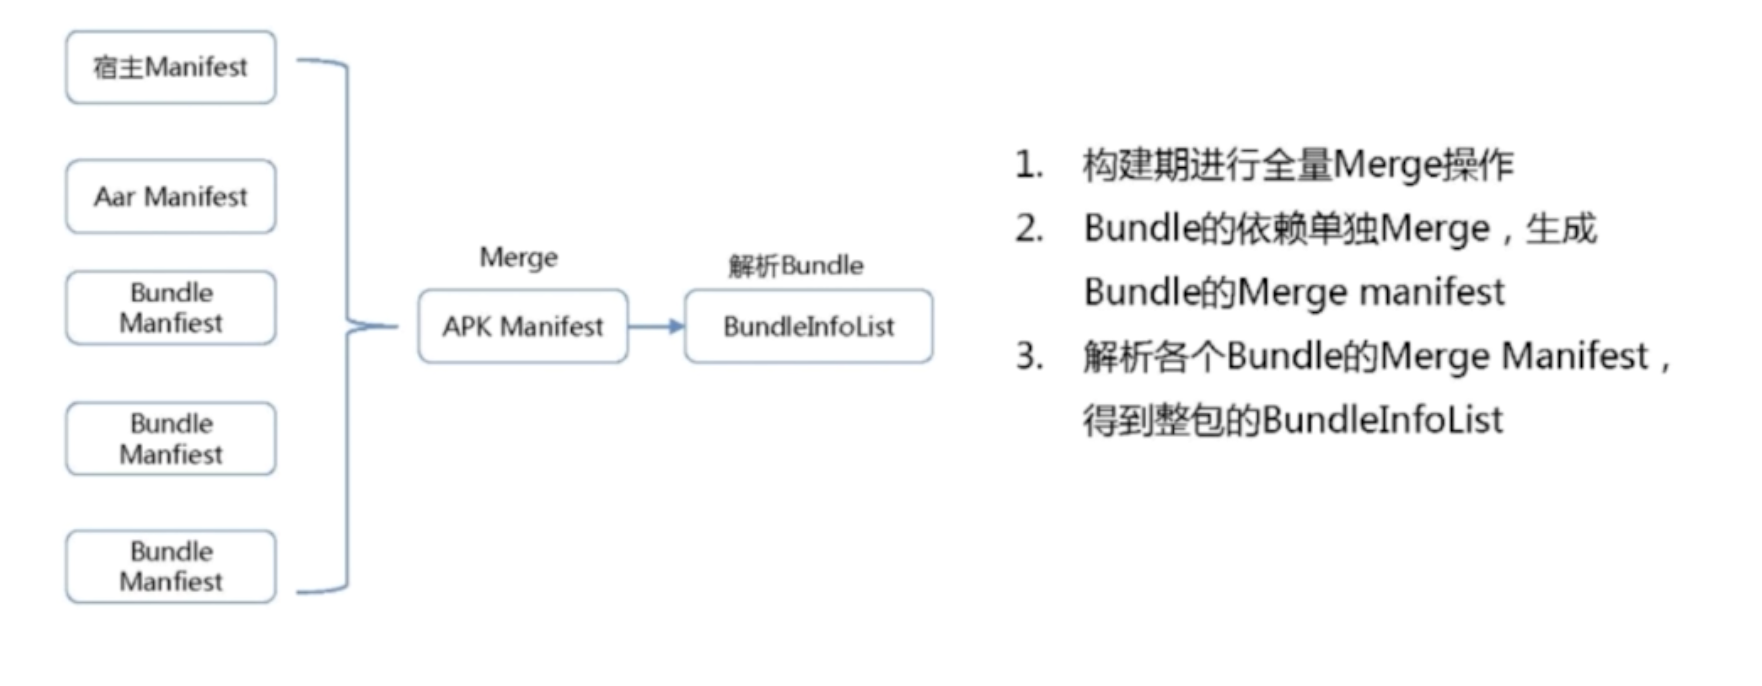 宿主Manifest
Aar Manifest
Bundle
Manfiest
Bundle
Manfiest
Bundle
Manfiest
Merge
APK Manifest
解析Bundle
BundleInfoList
1. 构建期进行全量Merge操作
2. Bundle的依赖单独Merge，生成
Bundle的Merge manifest
3. 解析各个Bundle的Merge Manifest，
得到整包的BundleInfoList